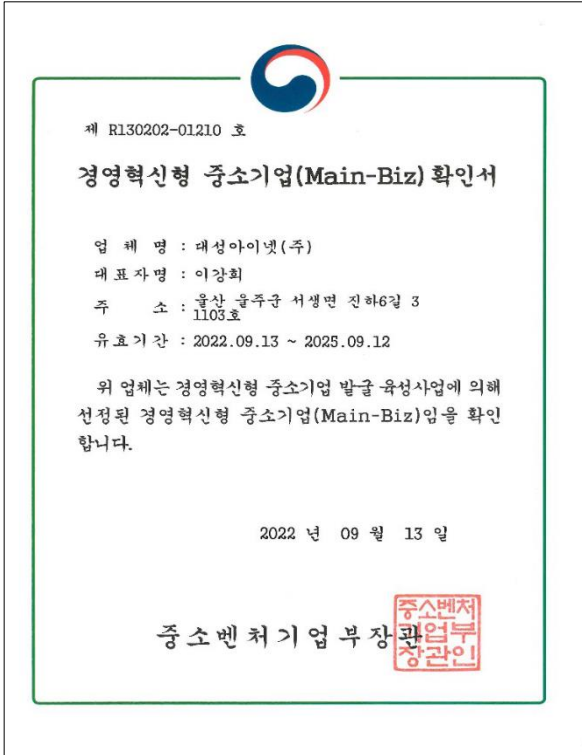 제 R130202-01210 호
경영혁신형 중소기업(Main-Biz) 확인서
업 체 명 : 대성아이넷(주)
대 표 자 명 : 이강희
주 소 : 울산 울주군 서생면 진하6길 3
1103호
유 효 기 간 : 2022.09.13 ~ 2025.09.12
위 업체는 경영혁신형 중소기업 발굴 육성사업에 의해
선정된 경영혁신형 중소기업(Main-Biz)임을 확인
합니다.
2022 년 09 월 13 일
중소벤처기업부장관
중소벤처
기업부
장관인